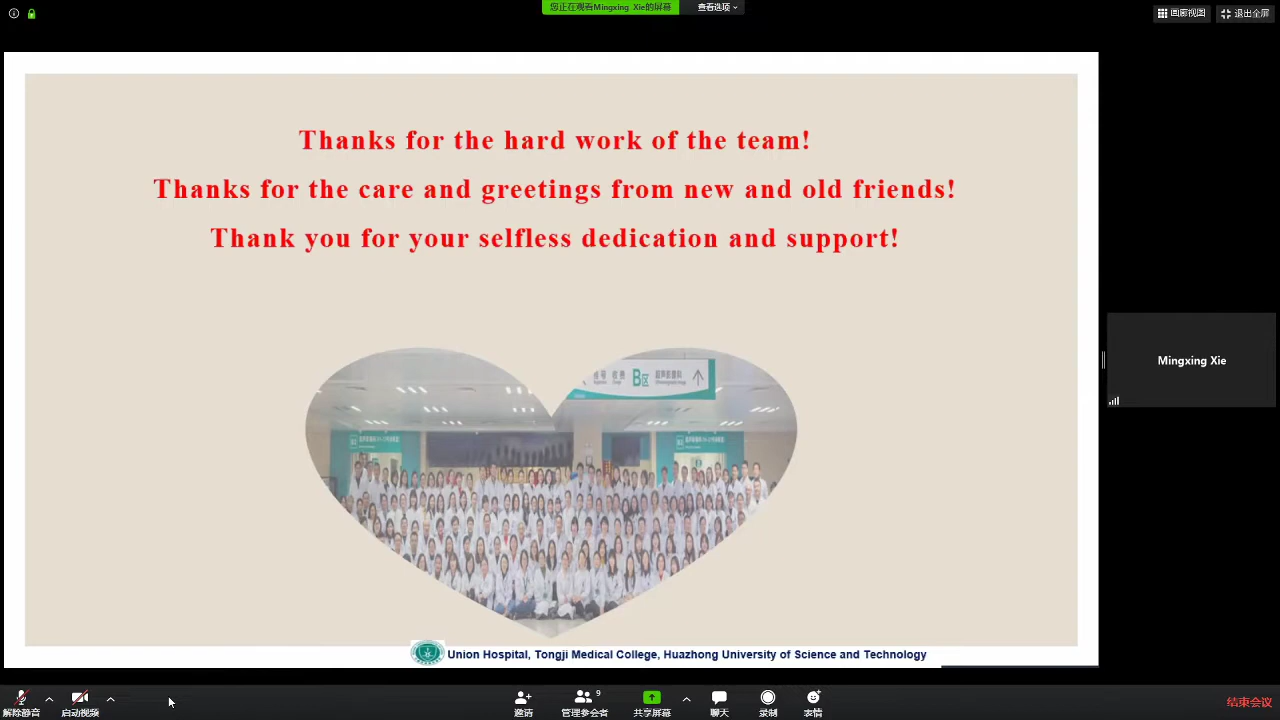 您正在观看Mingxing Xie的屏幕
查看选项
画廊视图
退出全屏
Thanks for the hard work of the team!
Thanks for the care and greetings from new and old friends!
Thank you for your selfless dedication and support!
B区
Union Hospital, Tongji Medical College, Huazhong University of Science and Technology
Mingxing Xie
解除静音
启动视频
邀请
9
管理参会者
共享屏幕
聊天
录制
表情
结束会议